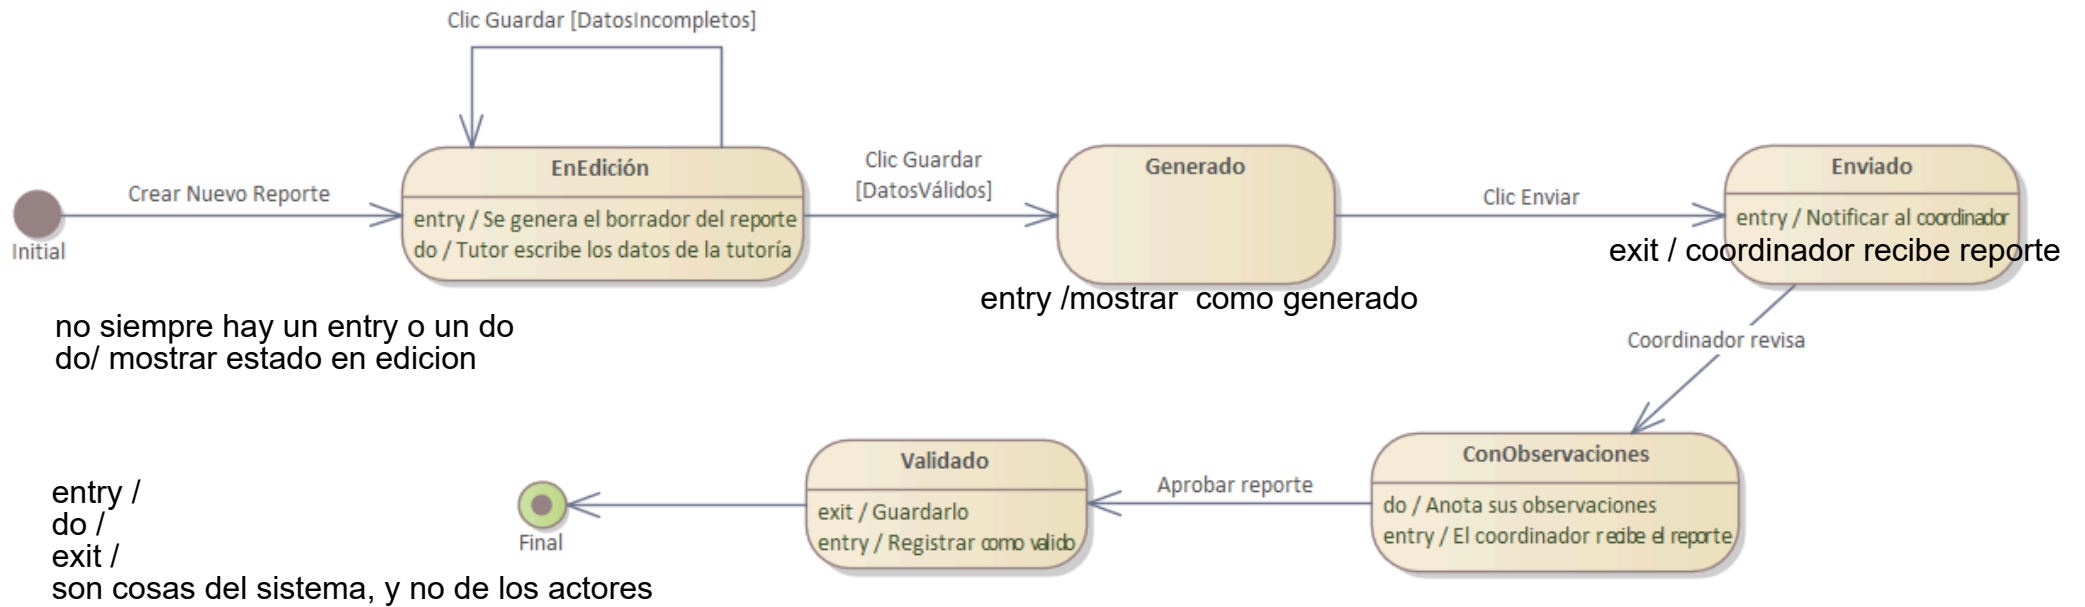 Clic Guardar [DatosIncompletos]
Crear Nuevo Reporte
Initial
EnEdición
entry / Se genera el borrador del reporte
do / Tutor escribe los datos de la tutoría
Clic Guardar
[DatosVálidos]
Generado
entry /mostrar  como generado
Clic Enviar
Enviado
entry / Notificar al coordinador
exit / coordinador recibe reporte
no siempre hay un entry o un do
do/ mostrar estado en edicion
Coordinador revisa
ConObservaciones
do / Anota sus observaciones
entry / El coordinador recibe el reporte
Aprobar reporte
Validado
exit / Guardarlo
entry / Registrar como valido
Final
entry /
do /
exit /
son cosas del sistema, y no de los actores